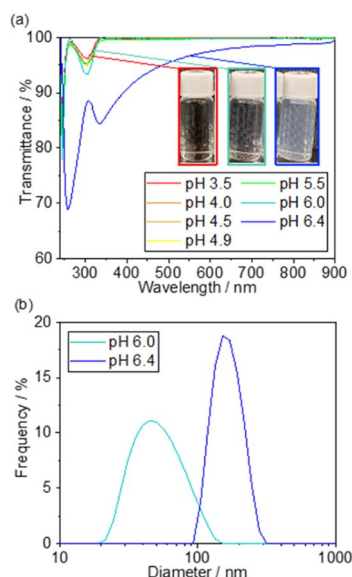 (a)
100
90
80
70
60
Transmittance / %
pH 3.5 pH 5.5
pH 4.0 pH 6.0
pH 4.5 pH 6.4
pH 4.9
300 400 500 600 700 800 900
Wavelength / nm
(b)
20
15
10
5
0
Frequency / %
pH 6.0
pH 6.4
10 100 1000
Diameter / nm